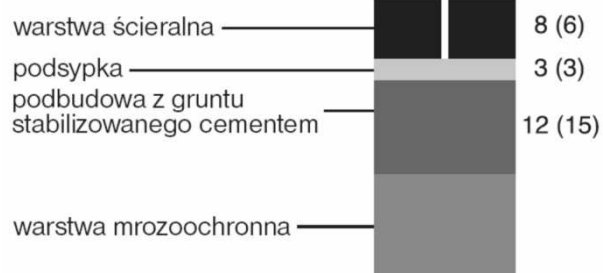 warstwa ścieralna 8 (6)
podsypka 3 (3)
podbudowa z gruntu
stabilizowanego cementem 12 (15)
warstwa mrozoochronna